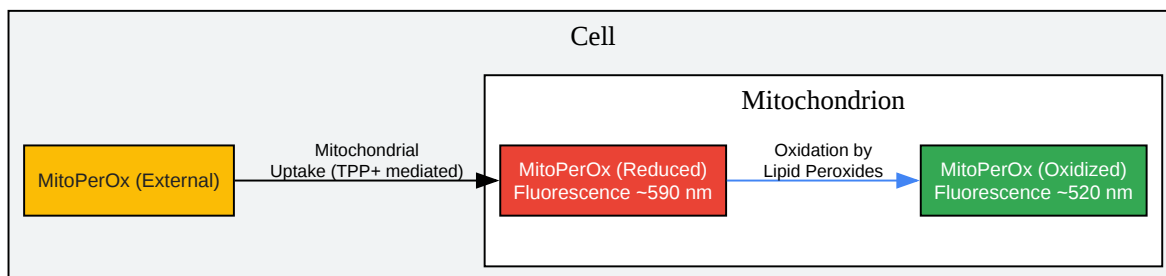 Cell
Mitochondrion
MitoPerOx (External)
Mitochondrial
Uptake (TPP+ mediated)
MitoPerOx (Reduced)
Fluorescence ~590 nm
Oxidation by
Lipid Peroxides
MitoPerOx (Oxidized)
Fluorescence ~520 nm